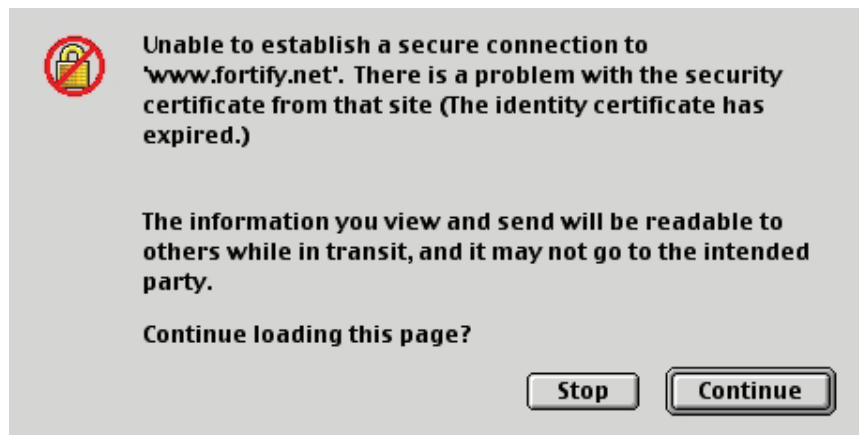 Unable to establish a secure connection to
'www.fortify.net'. There is a problem with the security
certificate from that site (The identity certificate has
expired.)
The information you view and send will be readable to
others while in transit, and it may not go to the intended
party.
Continue loading this page?
Stop Continue